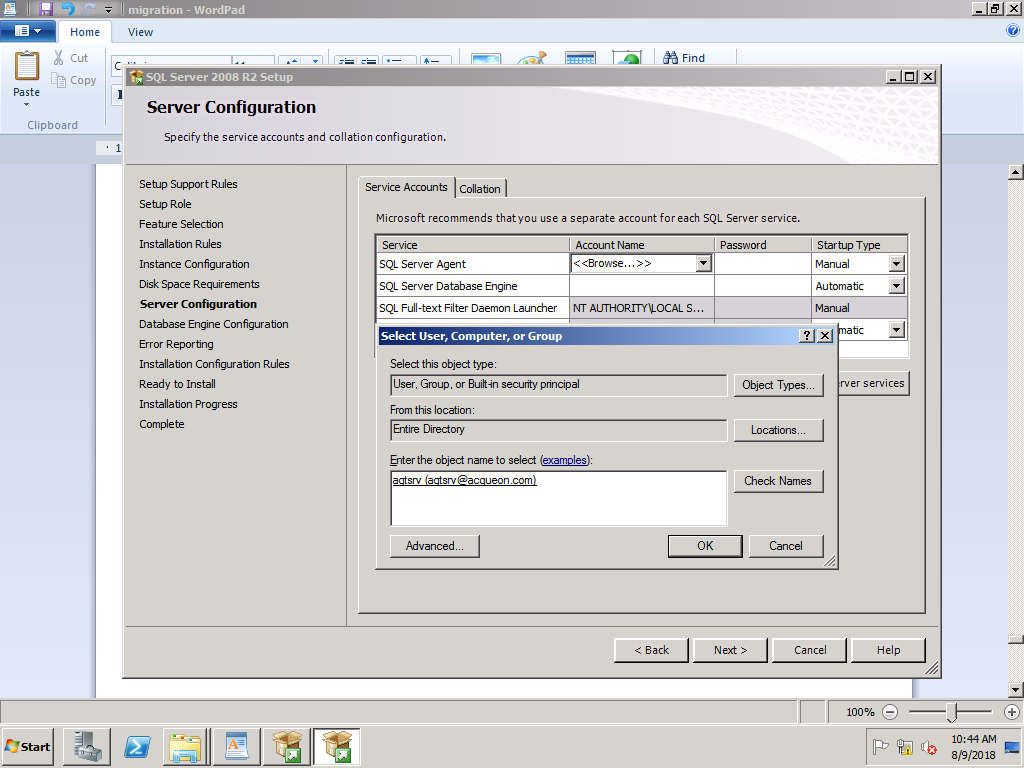 migration - WordPad
Home
View
Cut
Copy
Paste
Clipboard
Find
SQL Server 2008 R2 Setup
Server Configuration
Specify the service accounts and collation configuration.
Setup Support Rules
Setup Role
Feature Selection
Installation Rules
Instance Configuration
Disk Space Requirements
Server Configuration
Database Engine Configuration
Error Reporting
Installation Configuration Rules
Ready to Install
Installation Progress
Complete
Service Accounts
Collation
Microsoft recommends that you use a separate account for each SQL Server service.
Service Account Name Password Startup Type
SQL Server Agent <<Browse...>> Manual
SQL Server Database Engine Automatic
SQL Full-text Filter Daemon Launcher NT AUTHORITY\LOCAL S... Manual
Select User, Computer, or Group
Select this object type:
User, Group, or Built-in security principal
Object Types...
From this location:
Entire Directory
Locations...
Enter the object name to select (examples):
agtsrv (agtsrv@acqueon.com)
Check Names
Advanced...
OK
Cancel
services
< Back
Next >
Cancel
Help
100%
Start
10:44 AM
8/9/2018